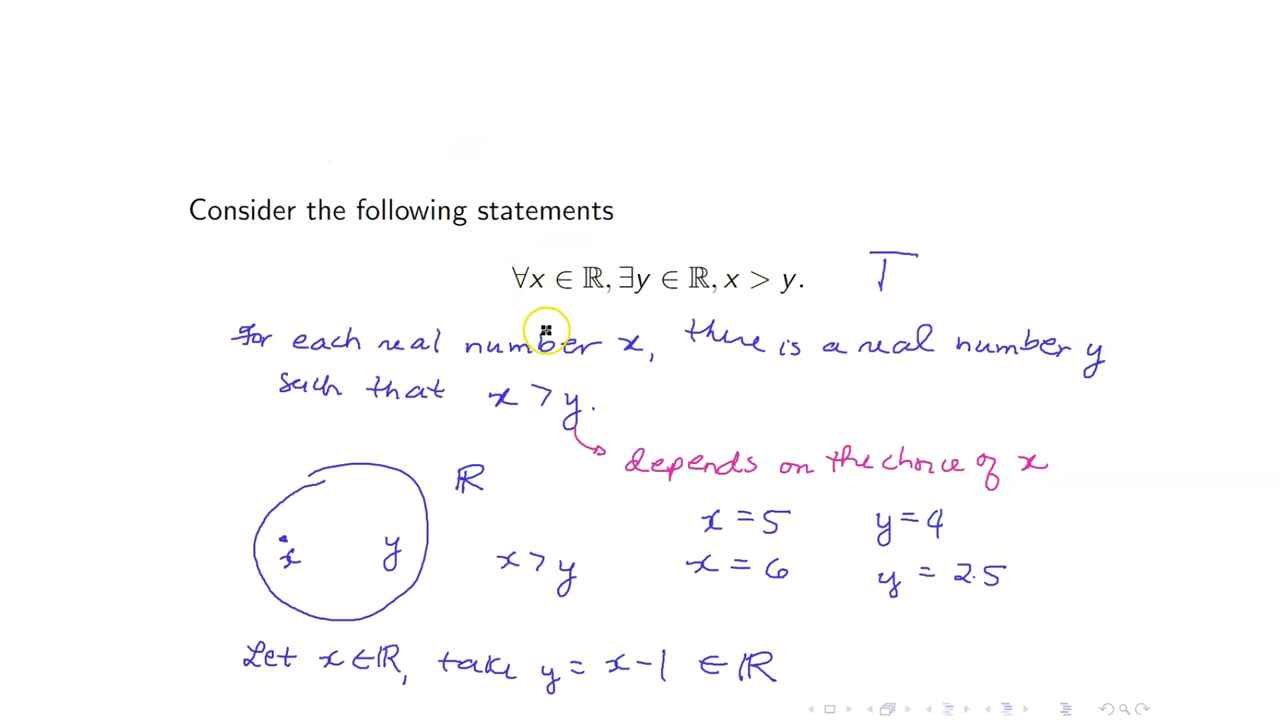 Consider the following statements
∀x ∈ ℝ, ∃y ∈ ℝ, x > y. T
For each real number x, there is a real number y
such that x > y.
depends on the choice of x
ℝ
x = 5 y = 4
x y x > y x = 6 y = 2.5
Let x ∈ ℝ, take y = x - 1 ∈ ℝ